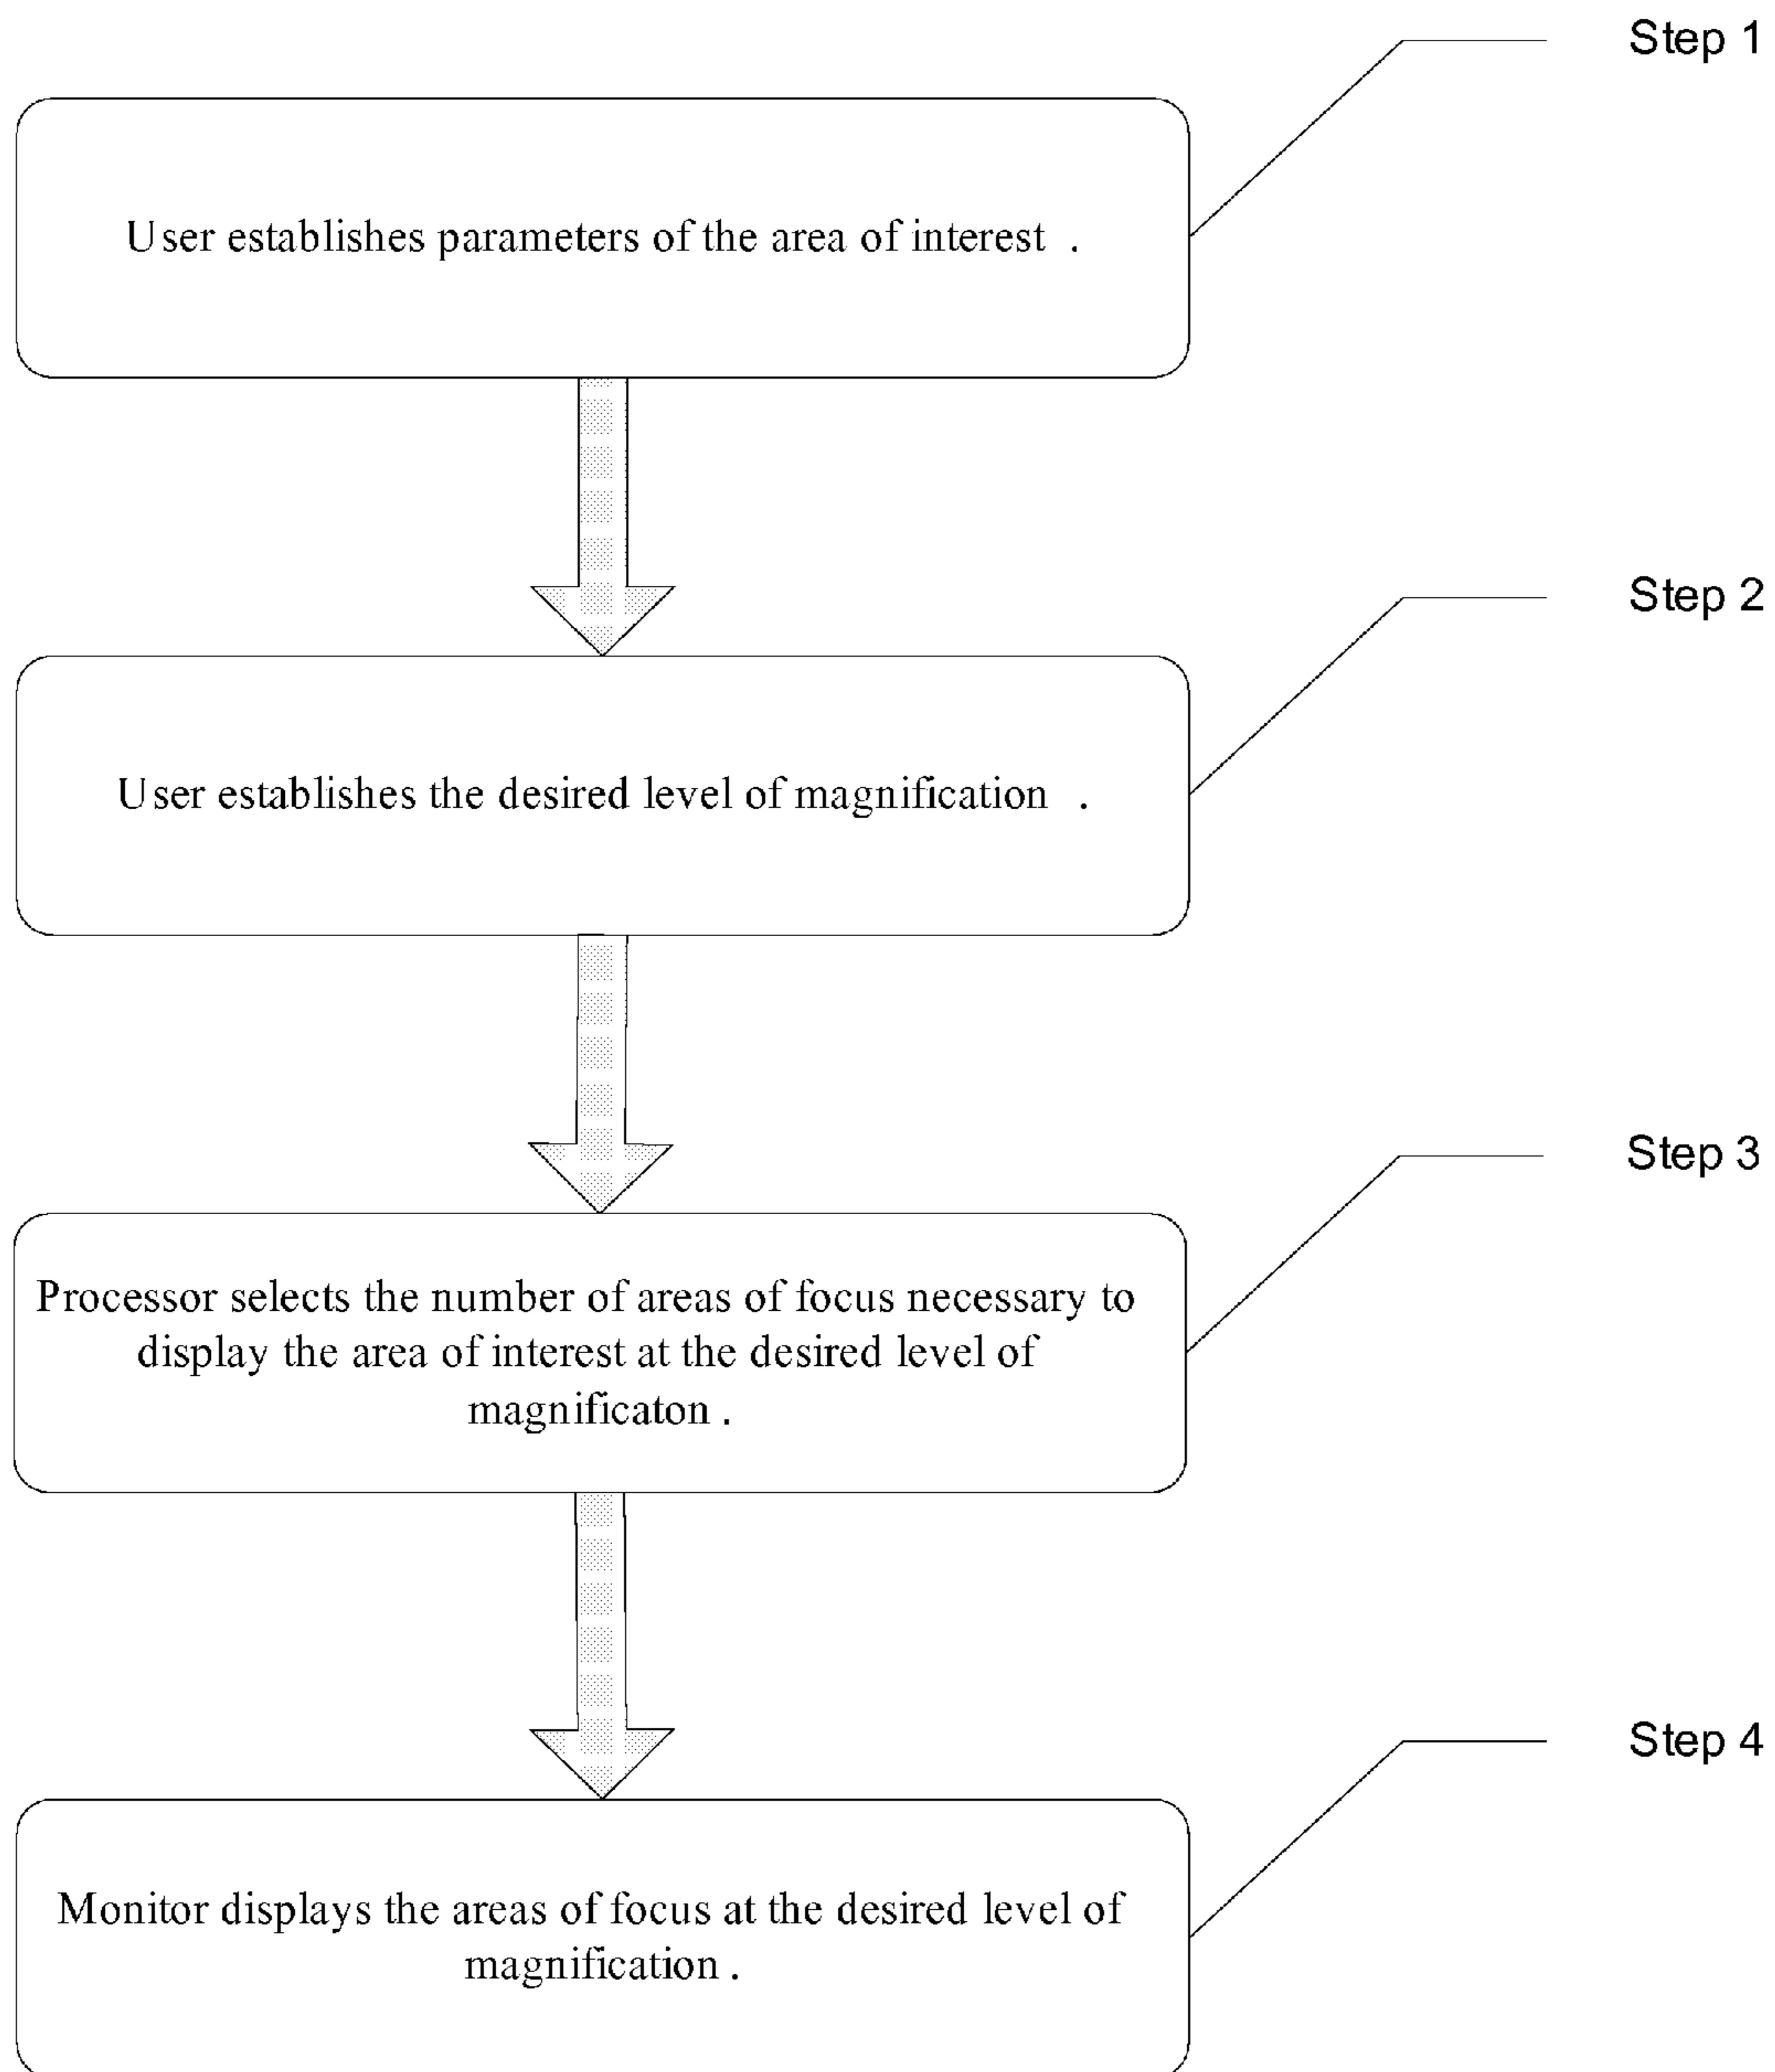 Step 1
User establishes parameters of the area of interest .
Step 2
User establishes the desired level of magnification .
Step 3
Processor selects the number of areas of focus necessary to
display the area of interest at the desired level of
magnificaton .
Step 4
Monitor displays the areas of focus at the desired level of
magnification .